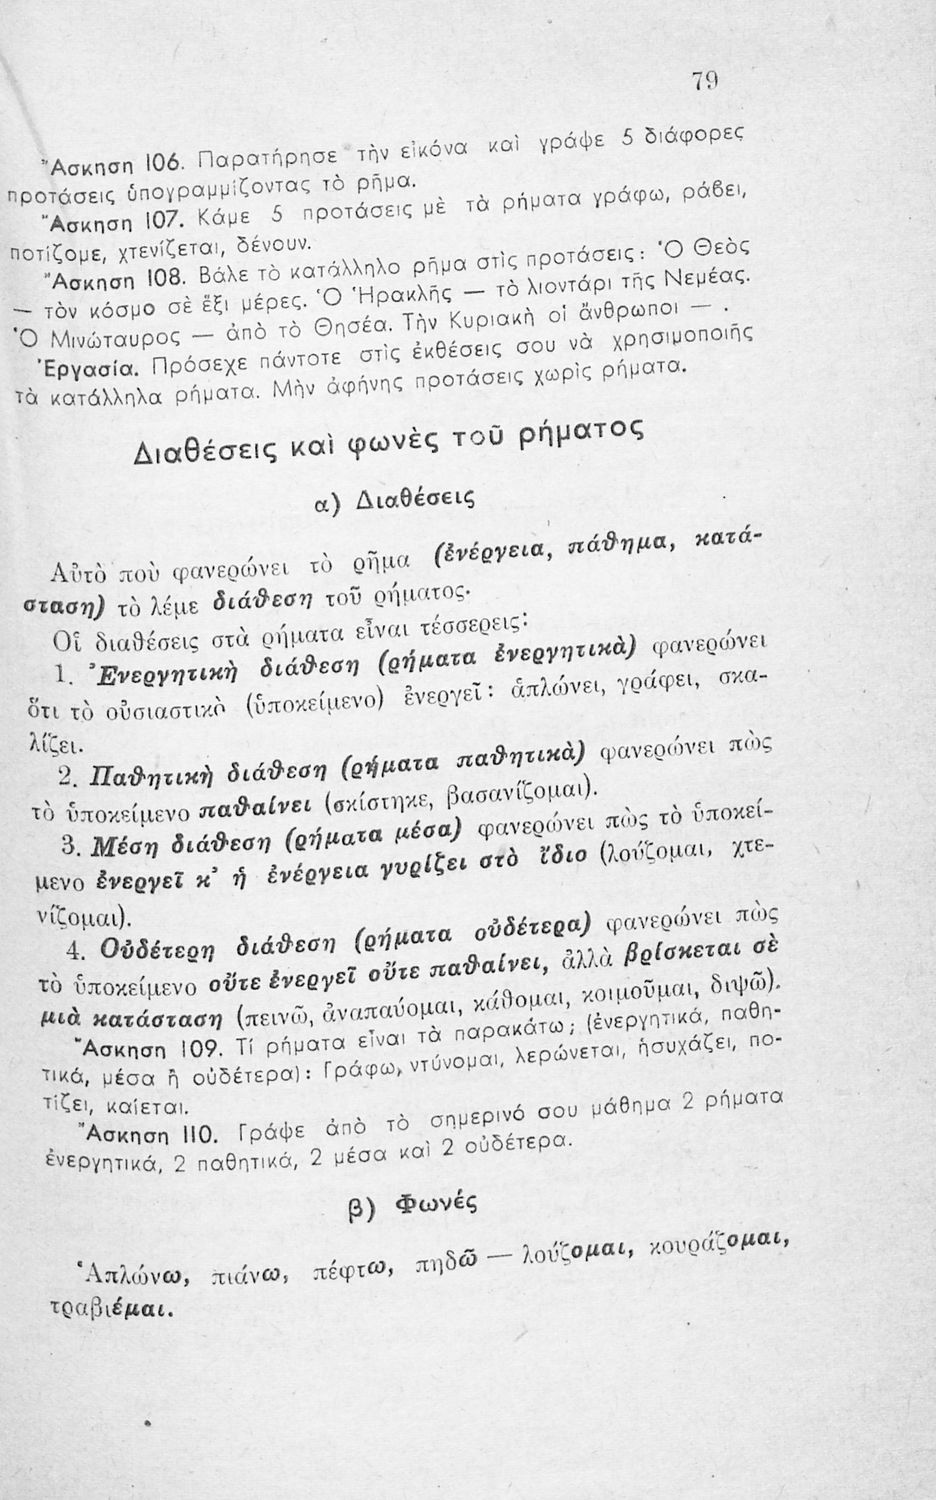 79
Ἄσκηση 106. Παρατήρησε τὴν εἰκόνα καὶ γράψε 5 διάφορες
προτάσεις ὑπογραμμίζοντας τὸ ρῆμα.
Ἄσκηση 107. Κάμε 5 προτάσεις μὲ τὰ ρήματα γράφω, ράβει,
ποτίζομε, χτενίζεται, δένουν.
Ἄσκηση 108. Βάλε τὸ κατάλληλο ρῆμα στὶς προτάσεις: Ὁ Θεὸς
— τὸν κόσμο σὲ ἕξι μέρες. Ὁ Ἡρακλῆς — τὸ λιοντάρι τῆς Νεμέας.
Ὁ Μινώταυρος — ἀπὸ τὸ Θησέα. Τὴν Κυριακὴ οἱ ἄνθρωποι — .
Ἐργασία. Πρόσεχε πάντοτε στὶς ἐκθέσεις σου νὰ χρησιμοποιῆς
τὰ κατάλληλα ρήματα. Μὴν ἀφήνης προτάσεις χωρὶς ρήματα.
Διαθέσεις καὶ φωνὲς τοῦ ρήματος
α) Διαθέσεις
Αὐτὸ ποὺ φανερώνει τὸ ρῆμα (ἐνέργεια, πάθημα, κατά-
σταση) τὸ λέμε διάθεση τοῦ ρήματος.
Οἱ διαθέσεις στὰ ρήματα εἶναι τέσσερεις:
1. Ἐνεργητικὴ διάθεση (ρήματα ἐνεργητικὰ) φανερώνει
ὅτι τὸ οὐσιαστικὸ (ὑποκείμενο) ἐνεργεῖ: ἁπλώνει, γράφει, σκα-
λίζει.
2. Παθητικὴ διάθεση (ρήματα παθητικὰ) φανερώνει πὼς
τὸ ὑποκείμενο παθαίνει (σκίστηκε, βασανίζομαι).
3. Μέση διάθεση (ρήματα μέσα) φανερώνει πὼς τὸ ὑποκεί-
μενο ἐνεργεῖ κ᾽ ἡ ἐνέργεια γυρίζει στὸ ἴδιο (λούζομαι, χτε-
νίζομαι).
4. Οὐδέτερη διάθεση (ρήματα οὐδέτερα) φανερώνει πὼς
τὸ ὑποκείμενο οὔτε ἐνεργεῖ οὔτε παθαίνει, ἀλλὰ βρίσκεται σὲ
μιὰ κατάσταση (πεινῶ, ἀναπαύομαι, κάθομαι, κοιμοῦμαι, διψῶ).
Ἄσκηση 109. Τί ρήματα εἶναι τὰ παρακάτω; (ἐνεργητικά, παθη-
τικά, μέσα ἢ οὐδέτερα): Γράφω, ντύνομαι, λερώνεται, ἡσυχάζει, πο-
τίζει, καίεται.
Ἄσκηση 110. Γράψε ἀπὸ τὸ σημερινό σου μάθημα 2 ρήματα
ἐνεργητικά, 2 παθητικά, 2 μέσα καὶ 2 οὐδέτερα.
β) Φωνές
Ἁπλώνω, πιάνω, πέφτω, πηδῶ — λούζομαι, κουράζομαι,
τραβιέμαι.